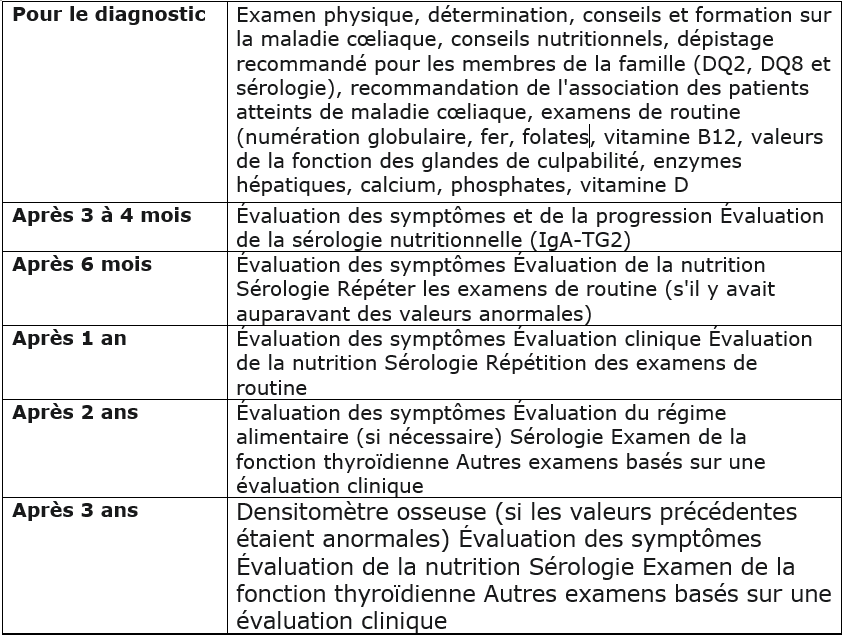 Pour le diagnostic
Examen physique, détermination, conseils et formation sur
la maladie cœliaque, conseils nutritionnels, dépistage
recommandé pour les membres de la famille (DQ2, DQ8 et
sérologie), recommandation de l'association des patients
atteints de maladie cœliaque, examens de routine
(numération globulaire, fer, folates, vitamine B12, valeurs
de la fonction des glandes de culpabilité, enzymes
hépatiques, calcium, phosphates, vitamine D
Après 3 à 4 mois
Évaluation des symptômes et de la progression Évaluation
de la sérologie nutritionnelle (IgA-TG2)
Après 6 mois
Évaluation des symptômes Évaluation de la nutrition
Sérologie Répéter les examens de routine (s'il y avait
auparavant des valeurs anormales)
Après 1 an
Évaluation des symptômes Évaluation clinique Évaluation
de la nutrition Sérologie Répétition des examens de
routine
Après 2 ans
Évaluation des symptômes Évaluation du régime
alimentaire (si nécessaire) Sérologie Examen de la
fonction thyroïdienne Autres examens basés sur une
évaluation clinique
Après 3 ans
Densitomètre osseuse (si les valeurs précédentes
étaient anormales) Évaluation des symptômes
Évaluation de la nutrition Sérologie Examen de la
fonction thyroïdienne Autres examens basés sur une
évaluation clinique